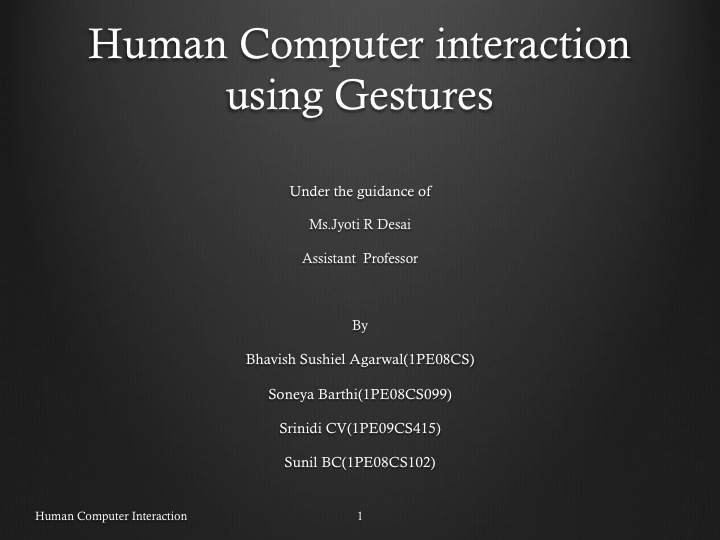 Human Computer interaction
using Gestures
Under the guidance of
Ms.Jyoti R Desai
Assistant  Professor
By
Bhavish Sushiel Agarwal(1PE08CS)
Soneya Barthi(1PE08CS099)
Srinidi CV(1PE09CS415)
Sunil BC(1PE08CS102)
Human Computer Interaction
1